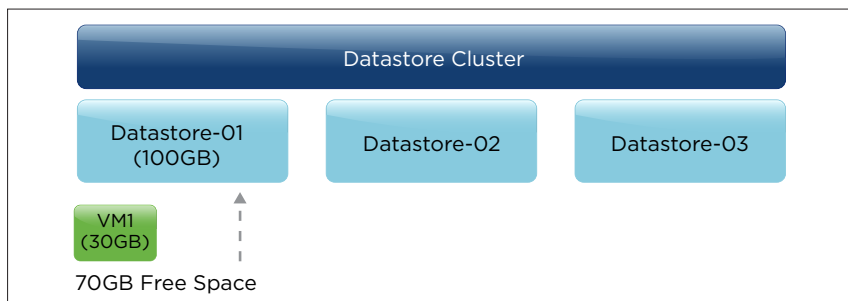 Datastore Cluster
Datastore-01
(100GB)
Datastore-02
Datastore-03
VM1
(30GB)
70GB Free Space